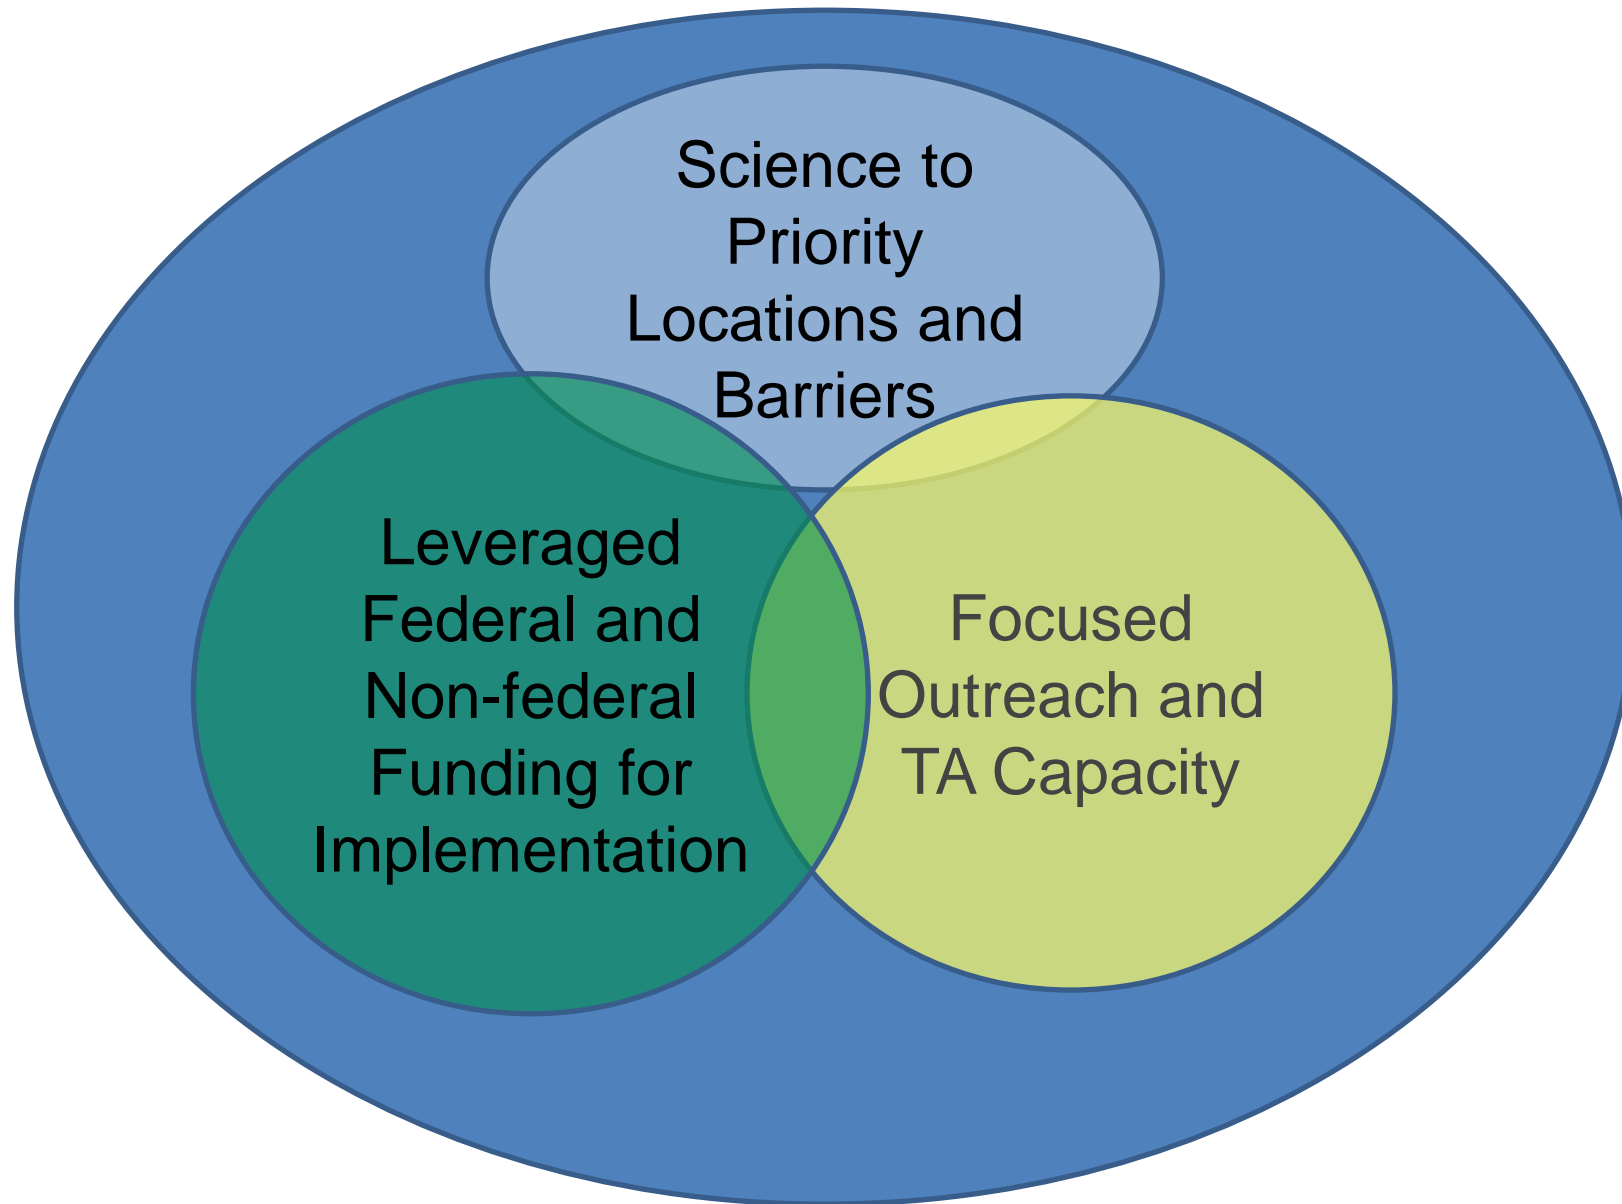 Science to
Priority
Locations and
Barriers
Leveraged
Federal and
Non-federal
Funding for
Implementation
Focused
Outreach and
TA Capacity